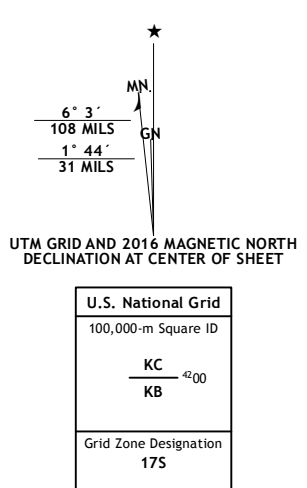 ★
MN.
6° 3´
108 MILS
GN
1° 44´
31 MILS
UTM GRID AND 2016 MAGNETIC NORTH
DECLINATION AT CENTER OF SHEET
U.S. National Grid
100,000-m Square ID
KC
⁴²00
KB
Grid Zone Designation
17S